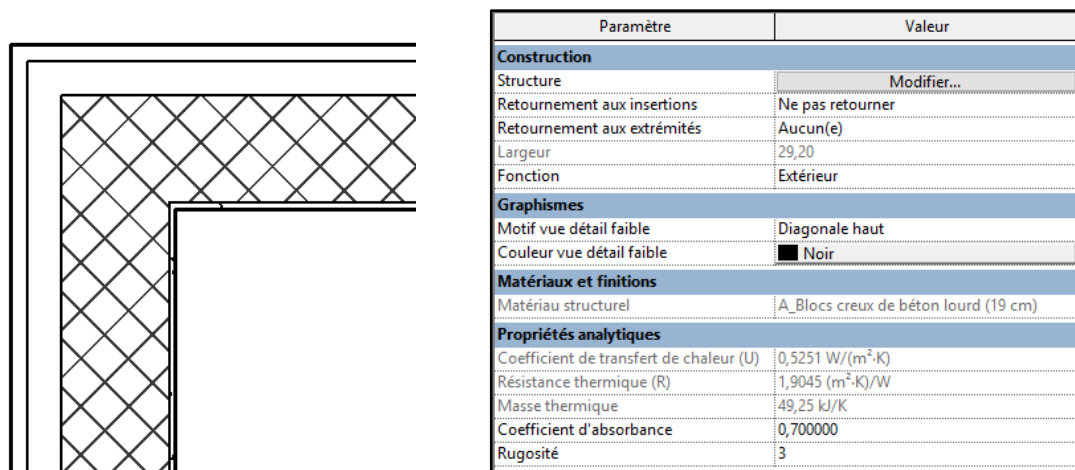 Paramètre Valeur
Construction
Structure Modifier...
Retournement aux insertions Ne pas retourner
Retournement aux extrémités Aucun(e)
Largeur 29,20
Fonction Extérieur
Graphismes
Motif vue détail faible Diagonale haut
Couleur vue détail faible Noir
Matériaux et finitions
Matériau structurel A_Blocs creux de béton lourd (19 cm)
Propriétés analytiques
Coefficient de transfert de chaleur (U) 0,5251 W/(m²·K)
Résistance thermique (R) 1,9045 (m²·K)/W
Masse thermique 49,25 kJ/K
Coefficient d'absorbance 0,700000
Rugosité 3